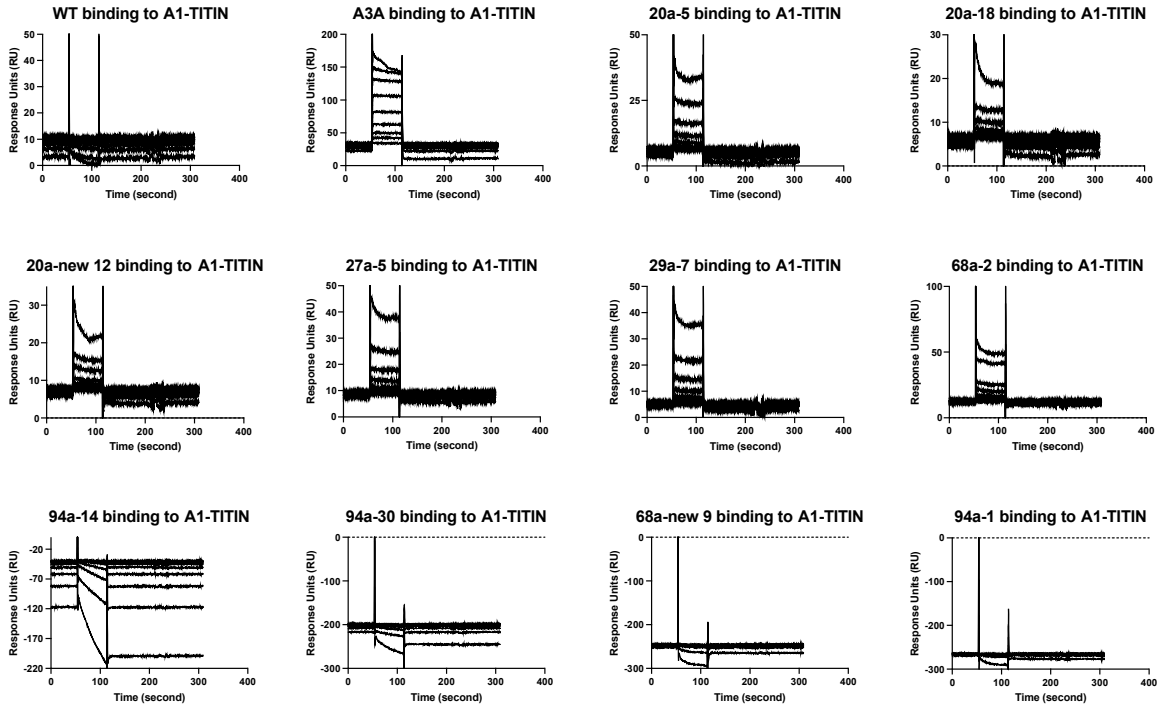 WT binding to A1-TITIN
Response Units (RU)
50
40
30
20
10
0
0 100 200 300 400
Time (second)
A3A binding to A1-TITIN
Response Units (RU)
200
150
100
50
0
0 100 200 300 400
Time (second)
20a-5 binding to A1-TITIN
Response Units (RU)
50
25
0
0 100 200 300 400
Time (second)
20a-18 binding to A1-TITIN
Response Units (RU)
30
20
10
0
0 100 200 300 400
Time (second)
20a-new 12 binding to A1-TITIN
Response Units (RU)
30
20
10
0
0 100 200 300 400
Time (second)
27a-5 binding to A1-TITIN
Response Units (RU)
50
40
30
20
10
0
0 100 200 300 400
Time (second)
29a-7 binding to A1-TITIN
Response Units (RU)
50
40
30
20
10
0
0 100 200 300 400
Time (second)
68a-2 binding to A1-TITIN
Response Units (RU)
100
50
0
0 100 200 300 400
Time (second)
94a-14 binding to A1-TITIN
Response Units (RU)
-20
-70
-120
-170
-220
0 100 200 300 400
Time (second)
94a-30 binding to A1-TITIN
Response Units (RU)
0
-100
-200
-300
0 100 200 300 400
Time (second)
68a-new 9 binding to A1-TITIN
Response Units (RU)
0
-100
-200
-300
0 100 200 300 400
Time (second)
94a-1 binding to A1-TITIN
Response Units (RU)
0
-100
-200
-300
0 100 200 300 400
Time (second)